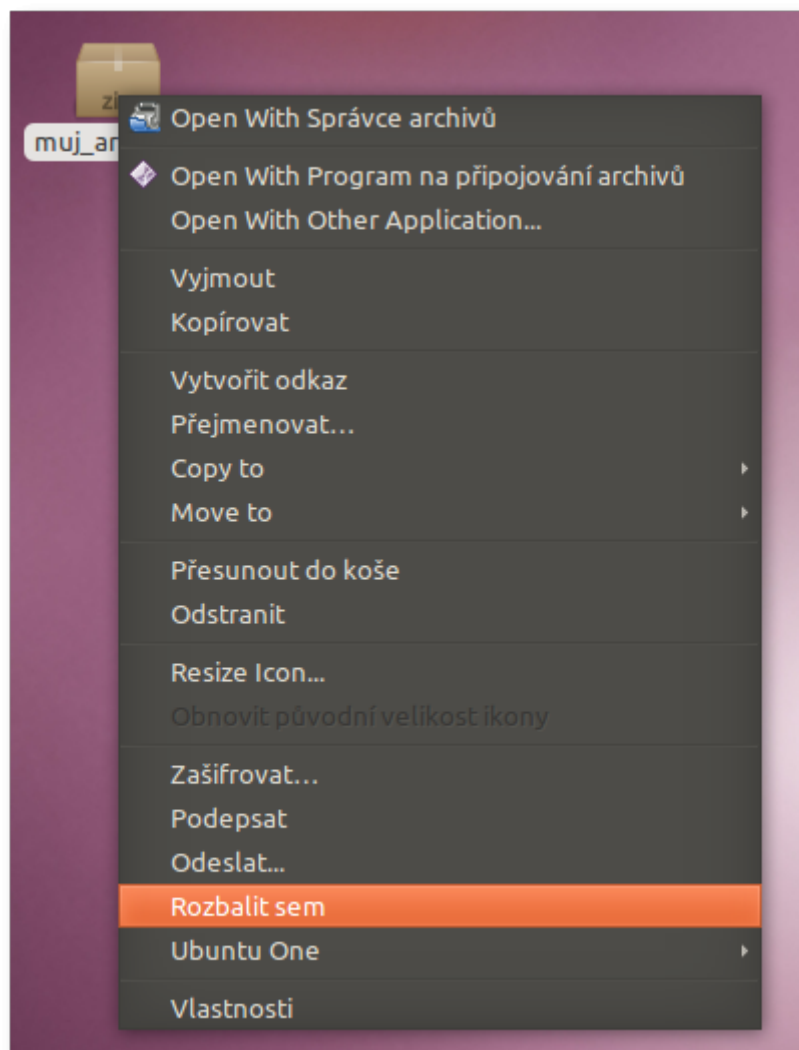 zi
muj_ar
Open With Správce archivů
Open With Program na připojování archivů
Open With Other Application...
Vyjmout
Kopírovat
Vytvořit odkaz
Přejmenovat…
Copy to
Move to
Přesunout do koše
Odstranit
Resize Icon...
Obnovit původní velikost ikony
Zašifrovat…
Podepsat
Odeslat...
Rozbalit sem
Ubuntu One
Vlastnosti